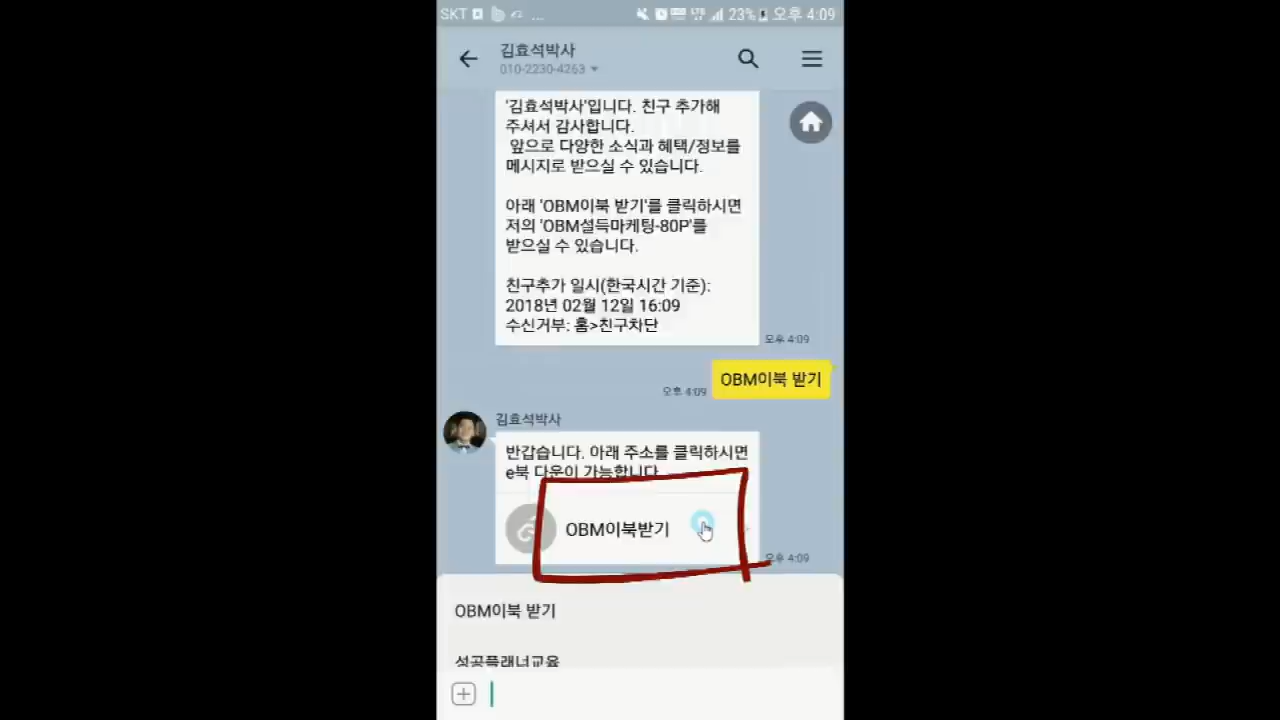 SKT
...
23%
오후 4:09
김효석박사
010-2230-4263
'김효석박사'입니다. 친구 추가해
주셔서 감사합니다.
앞으로 다양한 소식과 혜택/정보를
메시지로 받으실 수 있습니다.
아래 'OBM이북 받기'를 클릭하시면
저의 'OBM설득마케팅-80P'를
받으실 수 있습니다.
친구추가 일시(한국시간 기준):
2018년 02월 12일 16:09
수신거부: 홈>친구차단
오후 4:09
OBM이북 받기
오후 4:09
김효석박사
반갑습니다. 아래 주소를 클릭하시면
e북 다운이 가능합니다.
OBM이북받기
오후 4:09
OBM이북 받기
성공플래너교육